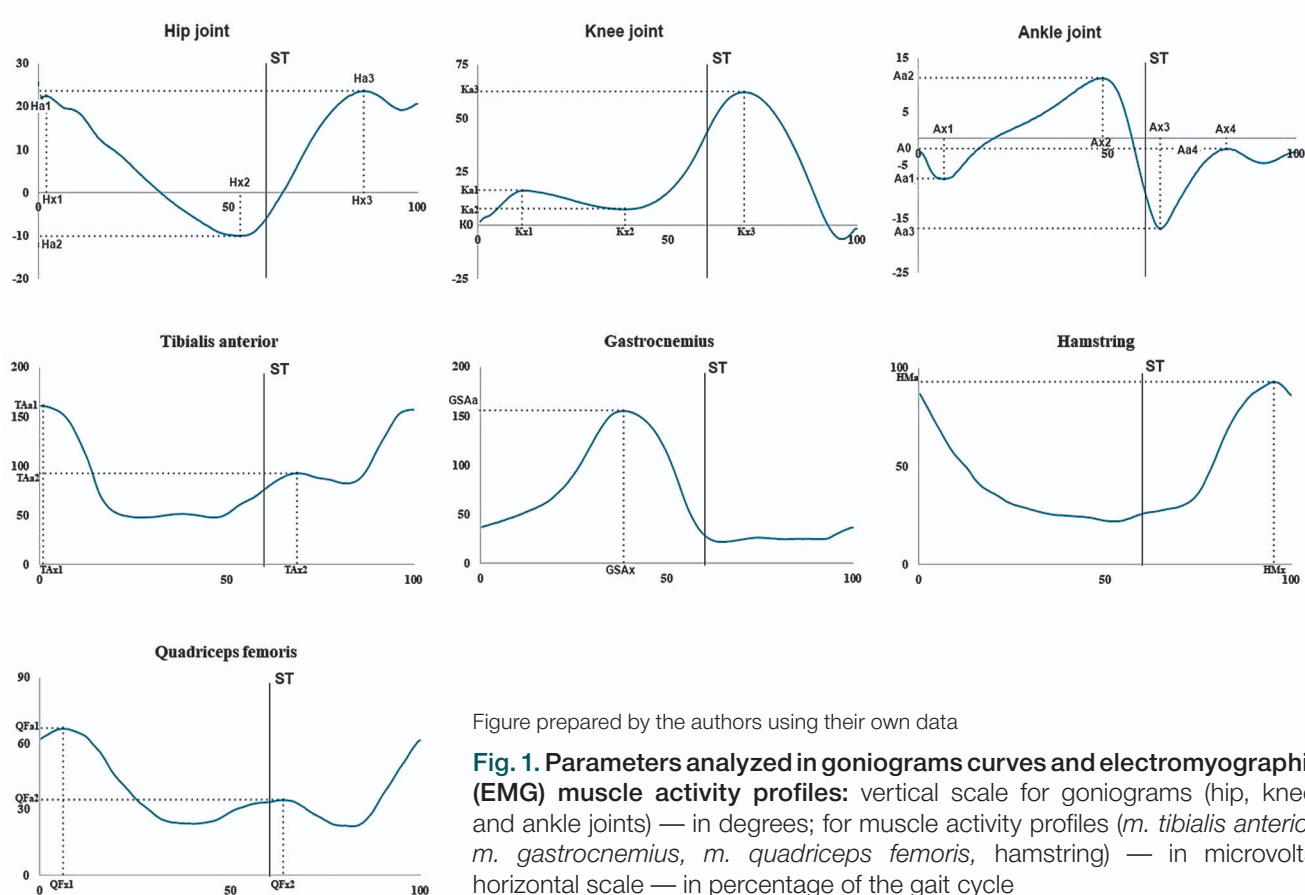 Hip joint
ST
30
20
10
0
-10
-20
Ha1
Ha3
Hx1
0
Hx2
50
Hx3
100
Ha2
Knee joint
ST
75
Ka3
50
25
Ka1
Ka2
K0
0
Kx1
Kx2
50
Kx3
100
-25
Ankle joint
ST
15
Aa2
5
Ax1
Ax3
Ax4
A0
0
Ax2
50
Aa4
100
-5
Aa1
-15
Aa3
-25
Tibialis anterior
ST
200
TAa1
150
100
TAa2
50
0
TAx1
0
50
TAx2
100
Gastrocnemius
ST
200
GSAa
150
100
50
0
0
GSAx
50
100
Hamstring
ST
100
HMa
50
0
0
50
HMx
100
Quadriceps femoris
ST
90
QFa1
60
QFa2
30
0
QFx1
50
QFx2
100
Figure prepared by the authors using their own data
Fig. 1. Parameters analyzed in goniograms curves and electromyographi
(EMG) muscle activity profiles: vertical scale for goniograms (hip, knee
and ankle joints) — in degrees; for muscle activity profiles (m. tibialis anterio
m. gastrocnemius, m. quadriceps femoris, hamstring) — in microvolts
horizontal scale — in percentage of the gait cycle